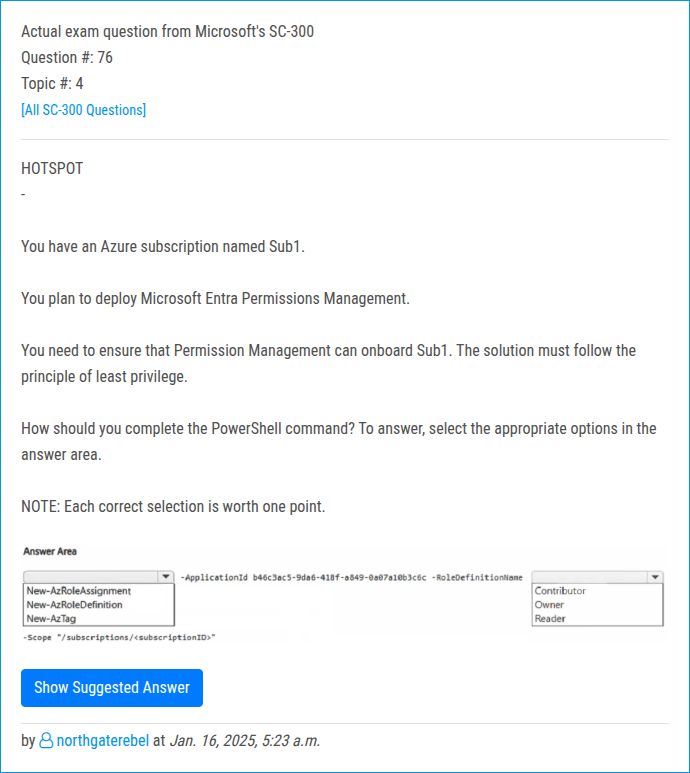 Actual exam question from Microsoft's SC-300
Question #: 76
Topic #: 4
[All SC-300 Questions]
HOTSPOT
-
You have an Azure subscription named Sub1.
You plan to deploy Microsoft Entra Permissions Management.
You need to ensure that Permission Management can onboard Sub1. The solution must follow the
principle of least privilege.
How should you complete the PowerShell command? To answer, select the appropriate options in the
answer area.
NOTE: Each correct selection is worth one point.
Answer Area
-ApplicationId b46c3ac5-9da6-418f-a849-0a07a10b3c6c -RoleDefinitionName
New-AzRoleAssignment
New-AzRoleDefinition
New-AzTag
Contributor
Owner
Reader
-Scope "/subscriptions/<subscriptionID>"
Show Suggested Answer
by northgaterebel at Jan. 16, 2025, 5:23 a.m.